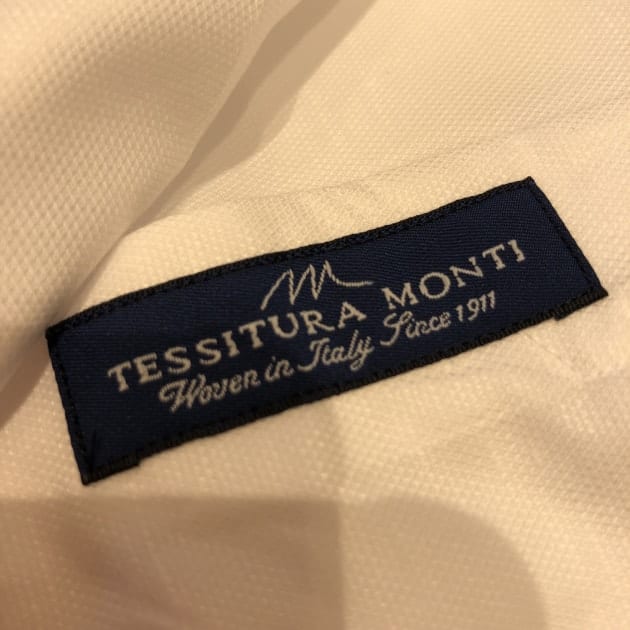 TESSITURA MONTI
Woven in Italy Since 1911